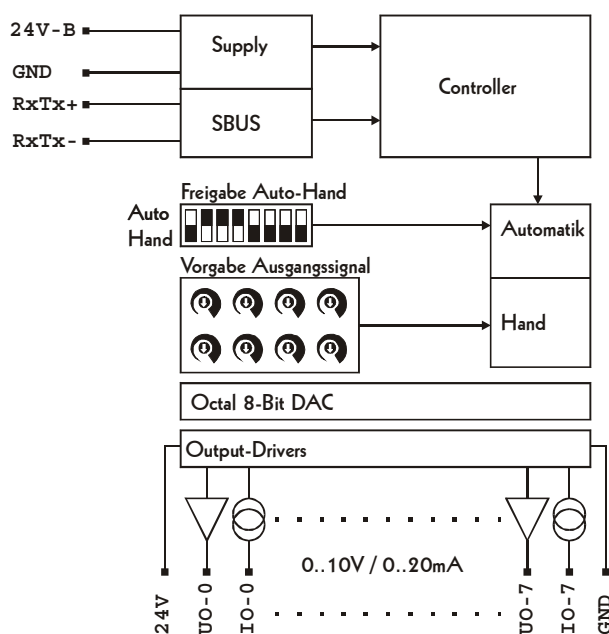 24V-B
Supply
GND
Controller
RxTx+
SBUS
RxTx-
Freigabe Auto-Hand
Auto
Hand
Automatik
Vorgabe Ausgangssignal
Hand
Octal 8-Bit DAC
Output-Drivers
0..10V / 0..20mA
24V
UO-0
IO-0
UO-7
IO-7
GND